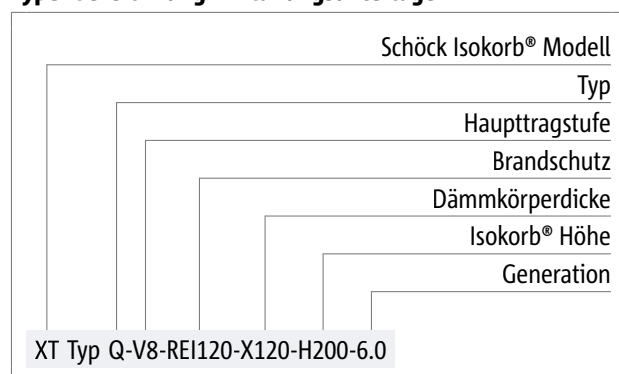 Schöck Isokorb® Modell
Typ
Haupttragstufe
Brandschutz
Dämmkörperdicke
Isokorb® Höhe
Generation
XT Typ Q-V8-REI120-X120-H200-6.0